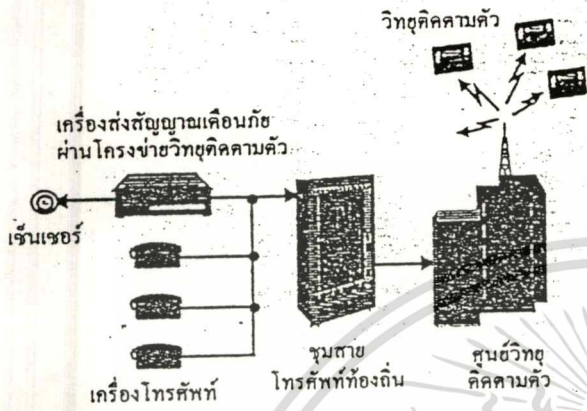 วิทยุติดตามตัว
เครื่องส่งสัญญาณเตือนภัย
ผ่านโครงข่ายวิทยุติดตามตัว
เซ็นเซอร์
เครื่องโทรศัพท์
ชุมสาย
โทรศัพท์ท้องถิ่น
ศูนย์วิทยุ
ติดตามตัว